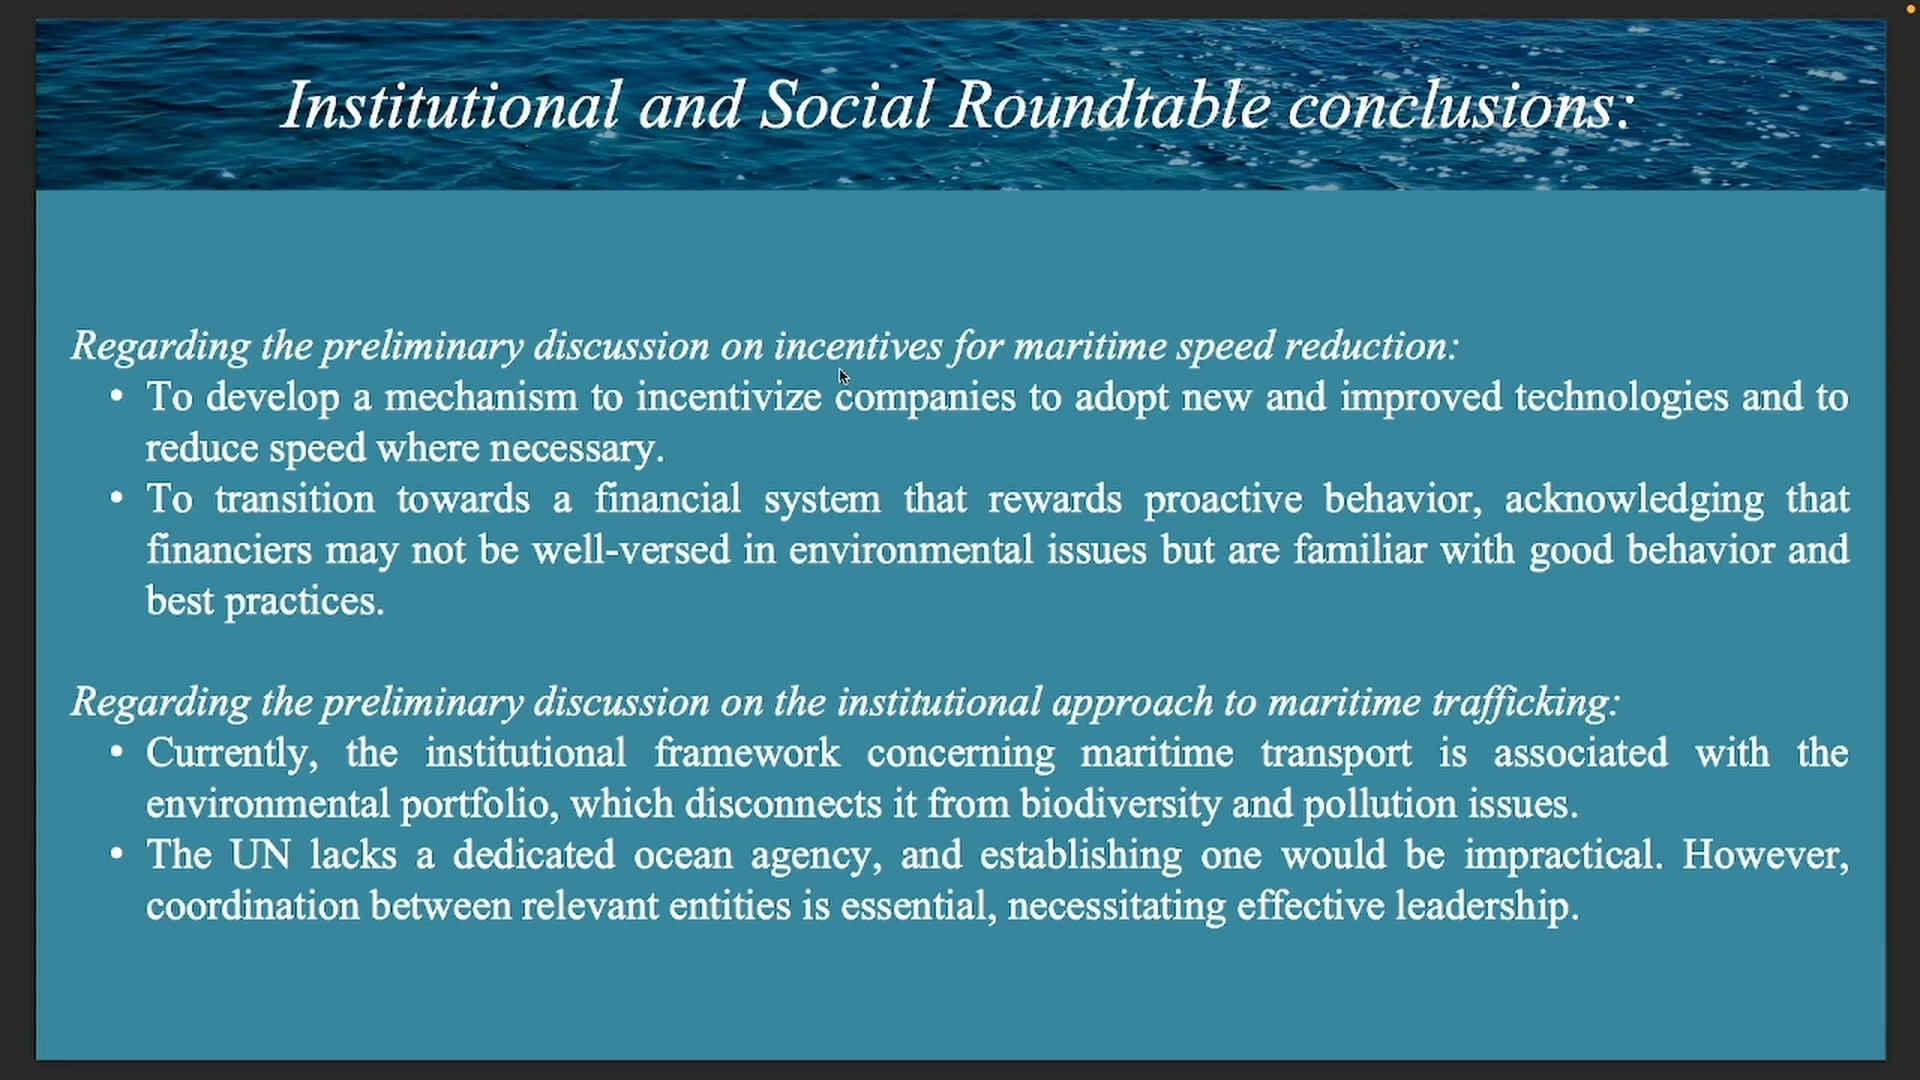 Institutional and Social Roundtable conclusions:
Regarding the preliminary discussion on incentives for maritime speed reduction:
• To develop a mechanism to incentivize companies to adopt new and improved technologies and to
reduce speed where necessary.
• To transition towards a financial system that rewards proactive behavior, acknowledging that
financiers may not be well-versed in environmental issues but are familiar with good behavior and
best practices.
Regarding the preliminary discussion on the institutional approach to maritime trafficking:
• Currently, the institutional framework concerning maritime transport is associated with the
environmental portfolio, which disconnects it from biodiversity and pollution issues.
• The UN lacks a dedicated ocean agency, and establishing one would be impractical. However,
coordination between relevant entities is essential, necessitating effective leadership.